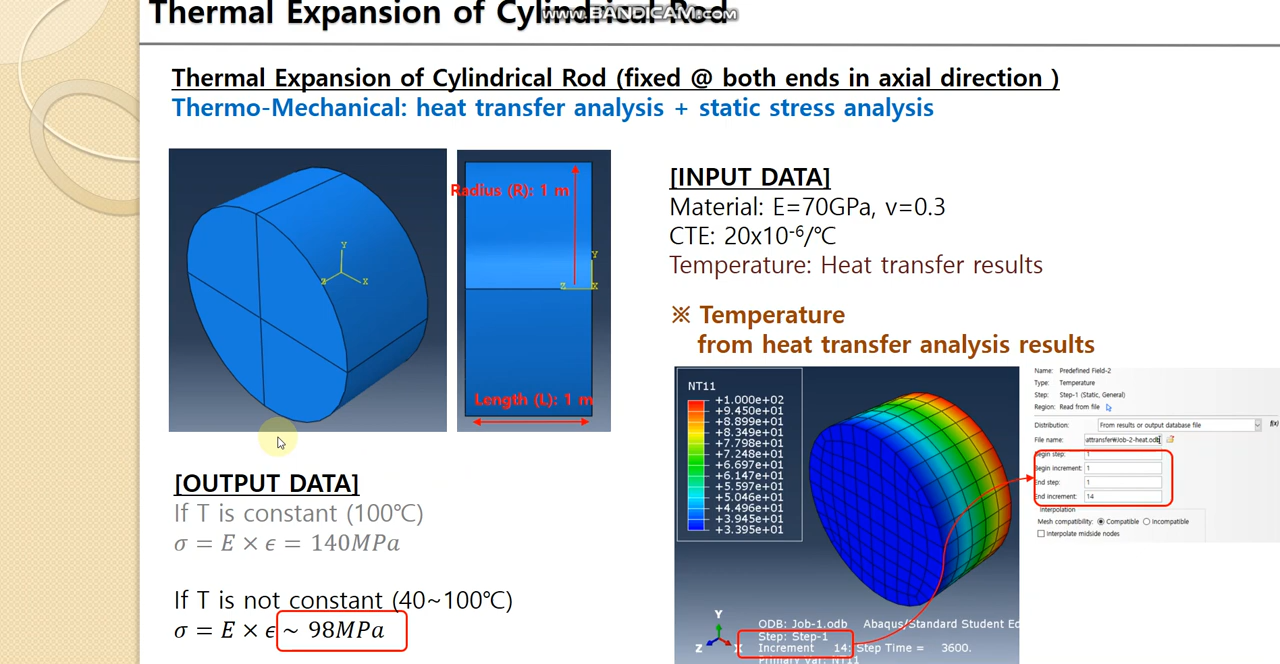 Thermal Expansion of Cylindrical Rod
www.BANDICAM.com
Thermal Expansion of Cylindrical Rod (fixed @ both ends in axial direction )
Thermo-Mechanical: heat transfer analysis + static stress analysis
Y
Z X
Radius (R): 1 m
Y
Z X
Length (L): 1 m
[INPUT DATA]
Material: E=70GPa, v=0.3
CTE: 20x10⁻⁶/℃
Temperature: Heat transfer results
※ Temperature
from heat transfer analysis results
[OUTPUT DATA]
If T is constant (100℃)
σ = E × ϵ = 140MPa
If T is not constant (40~100℃)
σ = E × ϵ ~ 98MPa
NT11
+1.000e+02
+9.450e+01
+8.899e+01
+8.349e+01
+7.798e+01
+7.248e+01
+6.697e+01
+6.147e+01
+5.597e+01
+5.046e+01
+4.496e+01
+3.945e+01
+3.395e+01
Y
Z X
ODB: Job-1.odb Abaqus/Standard Student Ed
Step: Step-1
Increment 14: Step Time = 3600.
Primary Var: NT11
Name: Predefined Field-2
Type: Temperature
Step: Step-1 (Static, General)
Region: Read from file
Distribution: From results or output database file f(x)
File name: attransfer₩Job-2-heat.odb
Begin step: 1
Begin increment: 1
End step: 1
End increment: 14
Interpolation
Mesh compatibility: Compatible Incompatible
Interpolate midside nodes